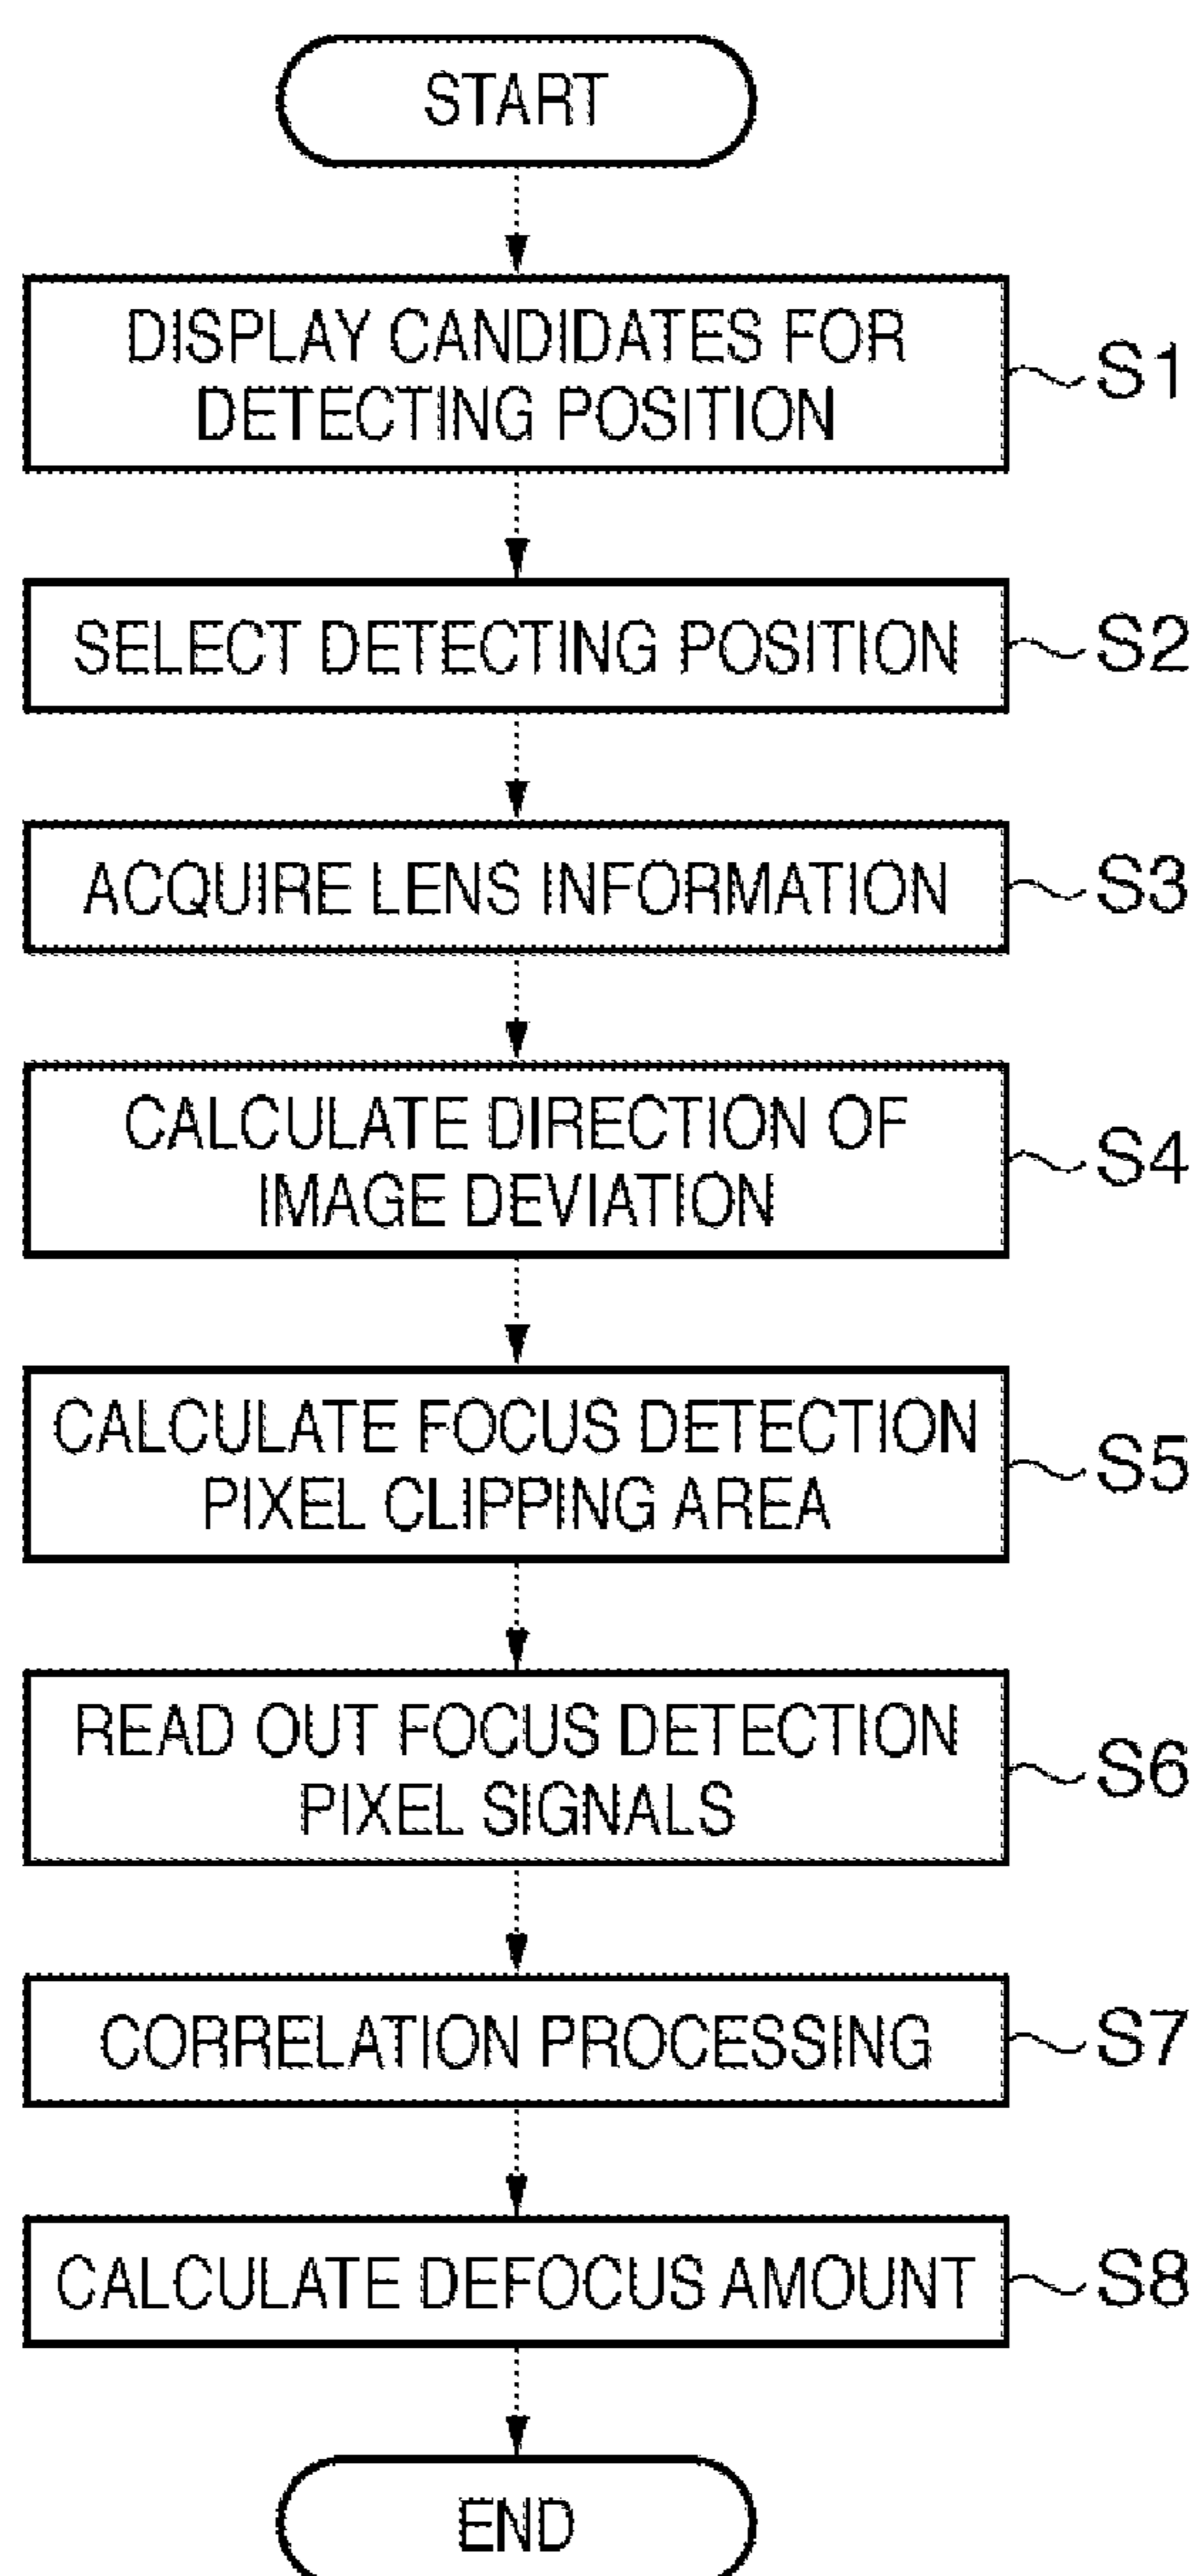 START
DISPLAY CANDIDATES FOR
DETECTING POSITION
S1
SELECT DETECTING POSITION
S2
ACQUIRE LENS INFORMATION
S3
CALCULATE DIRECTION OF
IMAGE DEVIATION
S4
CALCULATE FOCUS DETECTION
PIXEL CLIPPING AREA
S5
READ OUT FOCUS DETECTION
PIXEL SIGNALS
S6
CORRELATION PROCESSING
S7
CALCULATE DEFOCUS AMOUNT
S8
END